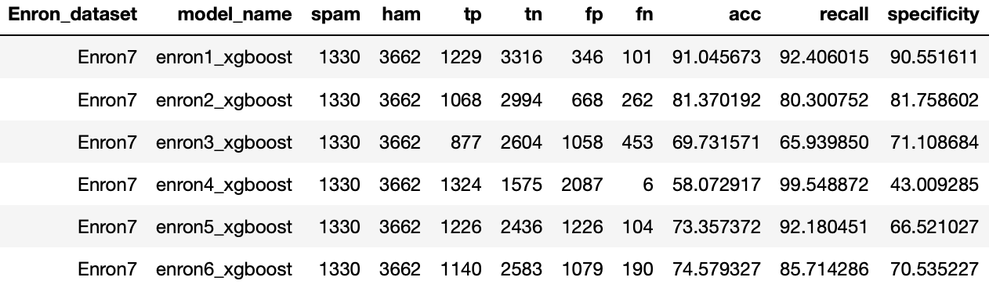 Enron_dataset model_name spam ham tp tn fp fn acc recall specificity
Enron7 enron1_xgboost 1330 3662 1229 3316 346 101 91.045673 92.406015 90.551611
Enron7 enron2_xgboost 1330 3662 1068 2994 668 262 81.370192 80.300752 81.758602
Enron7 enron3_xgboost 1330 3662 877 2604 1058 453 69.731571 65.939850 71.108684
Enron7 enron4_xgboost 1330 3662 1324 1575 2087 6 58.072917 99.548872 43.009285
Enron7 enron5_xgboost 1330 3662 1226 2436 1226 104 73.357372 92.180451 66.521027
Enron7 enron6_xgboost 1330 3662 1140 2583 1079 190 74.579327 85.714286 70.535227